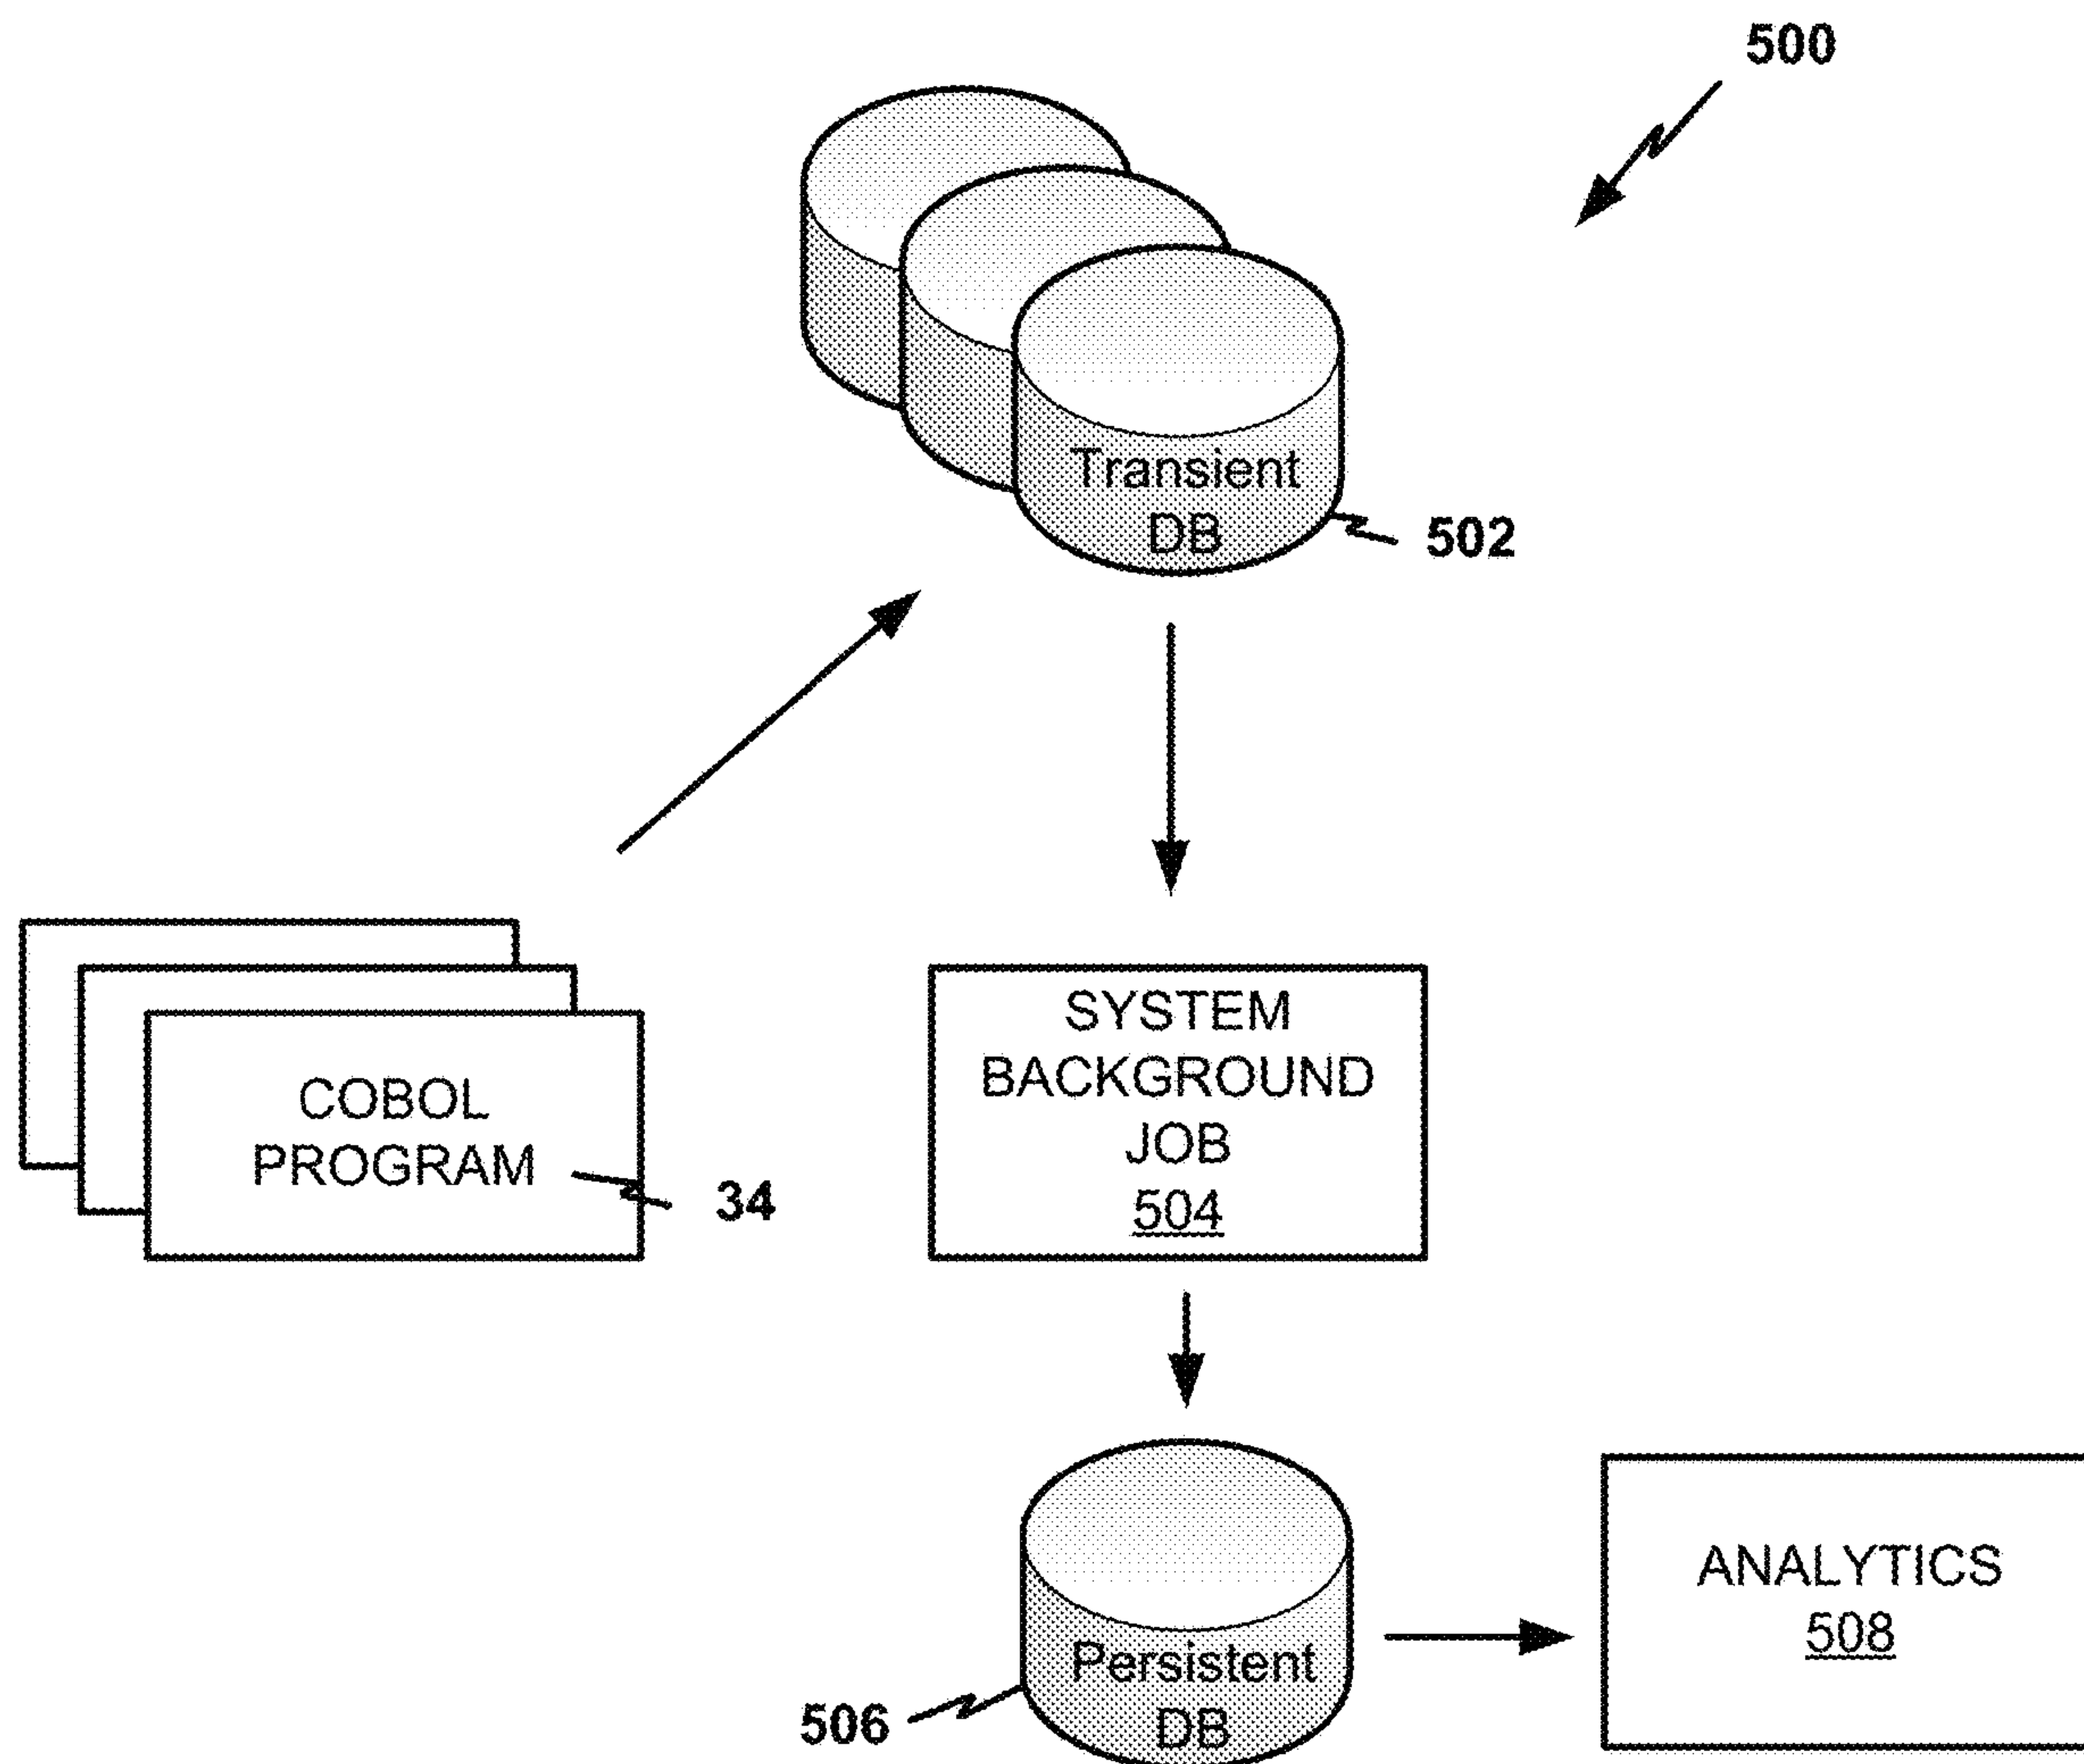 500
Transient
DB
502
COBOL
PROGRAM
34
SYSTEM
BACKGROUND
JOB
504
Persistent
DB
506
ANALYTICS
508